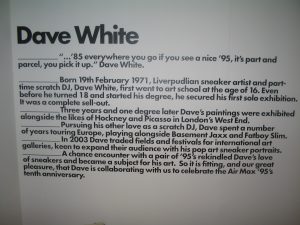 Dave White
"...'85 everywhere you go if you see a nice '95, it's part and
parcel, you pick it up." Dave White.
Born 19th February 1971, Liverpudlian sneaker artist and part-
time scratch DJ, Dave White, first went to art school at the age of 16. Even
before he turned 18 and started his degree, he secured his first solo exhibition.
It was a complete sell-out.
Three years and one degree later Dave's paintings were exhibited
alongside the likes of Hockney and Picasso in London's West End.
Pursuing his other love as a scratch DJ, Dave spent a number
of years touring Europe, playing alongside Basement Jaxx and Fatboy Slim.
In 2003 Dave traded fields and festivals for international art
galleries, keen to expand their audience with his pop art sneaker portraits.
A chance encounter with a pair of '95's rekindled Dave's love
of sneakers and became a subject for his art. So it is fitting, and our great
pleasure, that Dave is collaborating with us to celebrate the Air Max '95's
tenth anniversary.